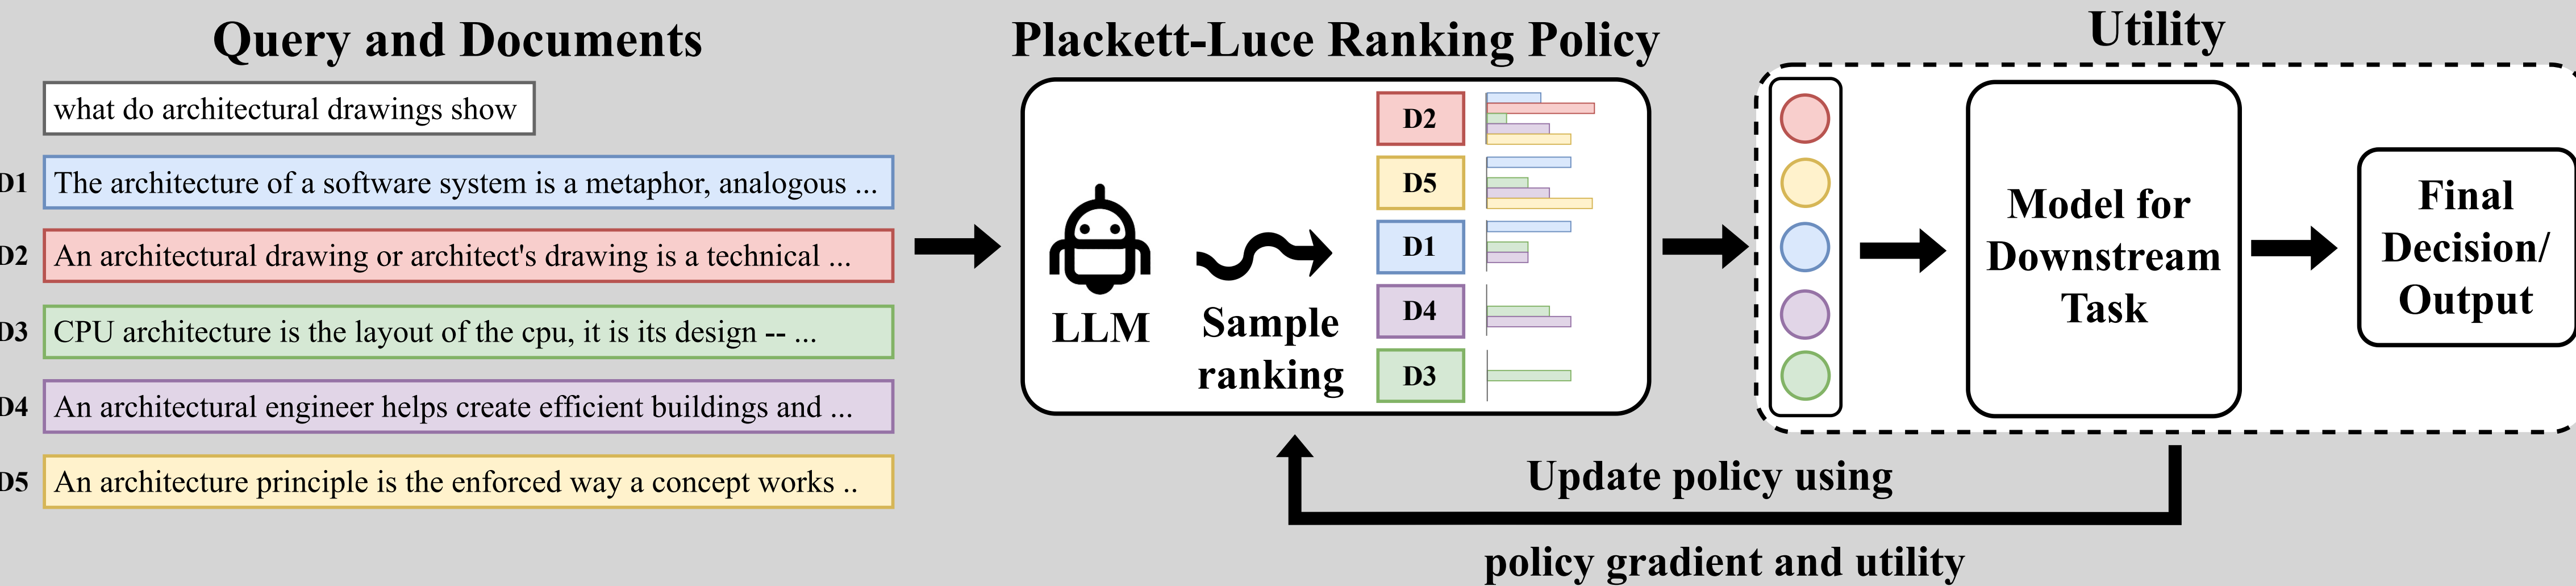 Query and Documents
what do architectural drawings show
D1 The architecture of a software system is a metaphor, analogous ...
D2 An architectural drawing or architect's drawing is a technical ...
D3 CPU architecture is the layout of the cpu, it is its design -- ...
D4 An architectural engineer helps create efficient buildings and ...
D5 An architecture principle is the enforced way a concept works ..
Plackett-Luce Ranking Policy
LLM
Sample
ranking
D2
D5
D1
D4
D3
Utility
Model for
Downstream
Task
Final
Decision/
Output
Update policy using
policy gradient and utility